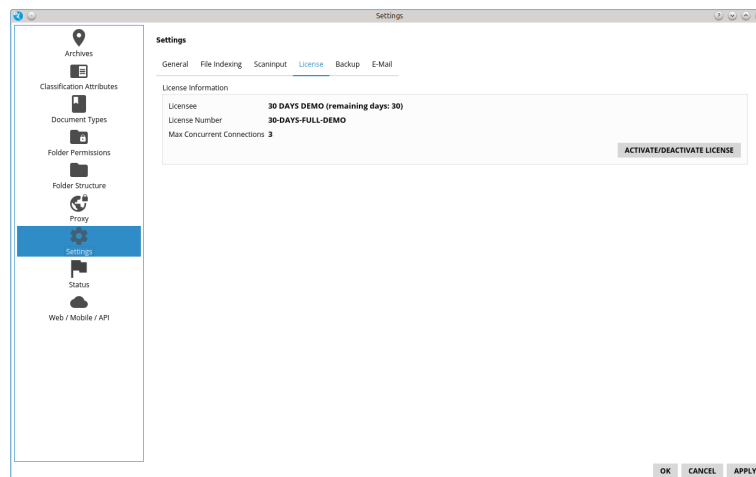 Settings
Archives
Classification Attributes
Document Types
Folder Permissions
Folder Structure
Proxy
Settings
Status
Web / Mobile / API
Settings
General File Indexing Scaninput License Backup E-Mail
License Information
Licensee 30 DAYS DEMO (remaining days: 30)
License Number 30-DAYS-FULL-DEMO
Max Concurrent Connections 3
ACTIVATE/DEACTIVATE LICENSE
OK CANCEL APPLY